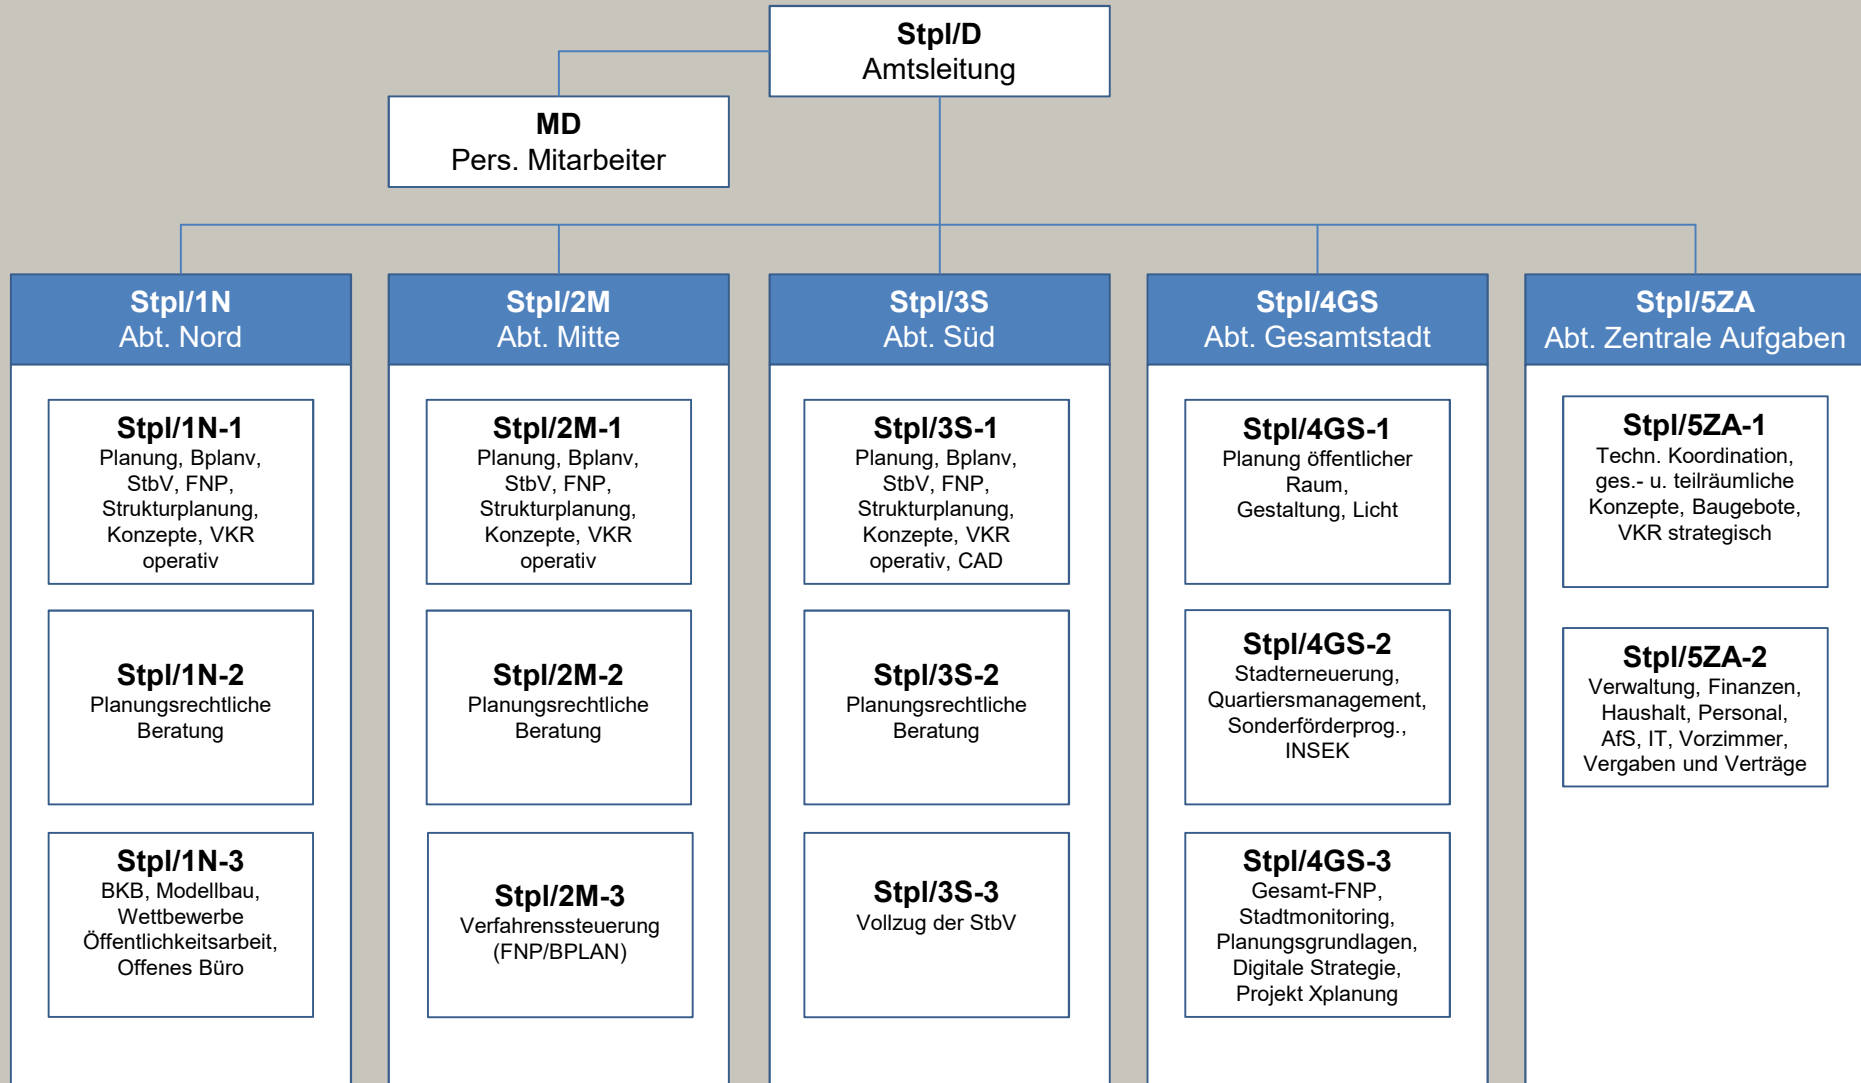 Stpl/D
Amtsleitung
MD
Pers. Mitarbeiter
Stpl/1N
Abt. Nord
Stpl/1N-1
Planung, Bplanv,
StbV, FNP,
Strukturplanung,
Konzepte, VKR
operativ
Stpl/1N-2
Planungsrechtliche
Beratung
Stpl/1N-3
BKB, Modellbau,
Wettbewerbe
Öffentlichkeitsarbeit,
Offenes Büro
Stpl/2M
Abt. Mitte
Stpl/2M-1
Planung, Bplanv,
StbV, FNP,
Strukturplanung,
Konzepte, VKR
operativ
Stpl/2M-2
Planungsrechtliche
Beratung
Stpl/2M-3
Verfahrenssteuerung
(FNP/BPLAN)
Stpl/3S
Abt. Süd
Stpl/3S-1
Planung, Bplanv,
StbV, FNP,
Strukturplanung,
Konzepte, VKR
operativ, CAD
Stpl/3S-2
Planungsrechtliche
Beratung
Stpl/3S-3
Vollzug der StbV
Stpl/4GS
Abt. Gesamtstadt
Stpl/4GS-1
Planung öffentlicher
Raum,
Gestaltung, Licht
Stpl/4GS-2
Stadterneuerung,
Quartiersmanagement,
Sonderförderprog.,
INSEK
Stpl/4GS-3
Gesamt-FNP,
Stadtmonitoring,
Planungsgrundlagen,
Digitale Strategie,
Projekt Xplanung
Stpl/5ZA
Abt. Zentrale Aufgaben
Stpl/5ZA-1
Techn. Koordination,
ges.- u. teilräumliche
Konzepte, Baugebote,
VKR strategisch
Stpl/5ZA-2
Verwaltung, Finanzen,
Haushalt, Personal,
AfS, IT, Vorzimmer,
Vergaben und Verträge